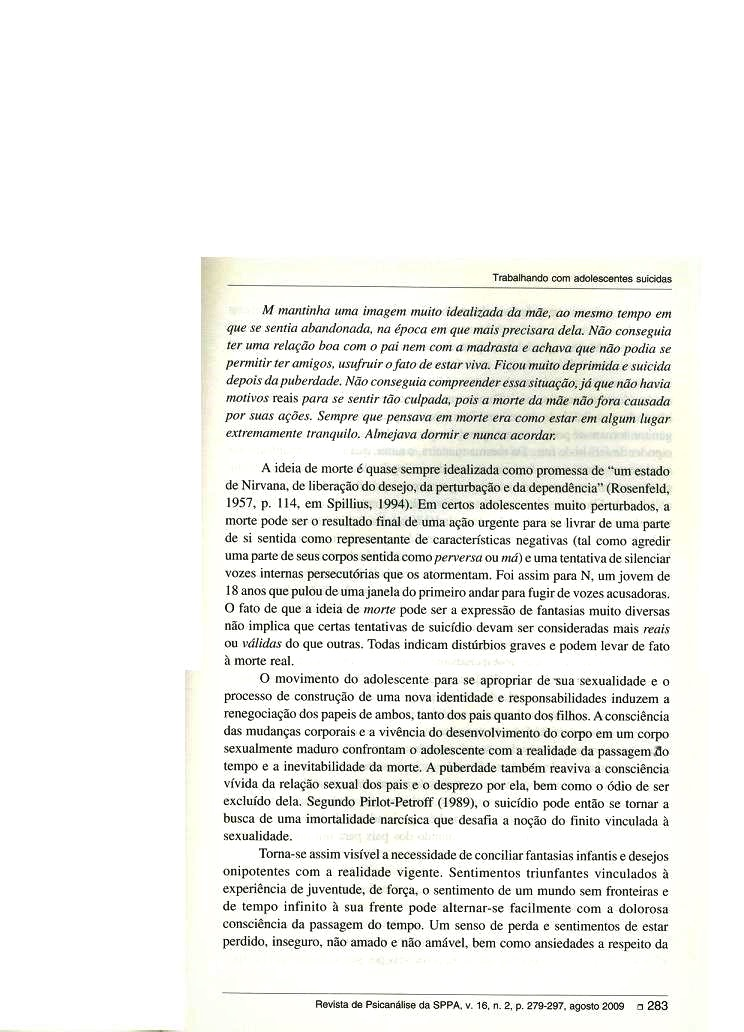 Trabalhando com adolescentes suicidas
M mantinha uma imagem muito idealizada da mãe, ao mesmo tempo em
que se sentia abandonada, na época em que mais precisara dela. Não conseguia
ter uma relação boa com o pai nem com a madrasta e achava que não podia se
permitir ter amigos, usufruir o fato de estar viva. Ficou muito deprimida e suicida
depois da puberdade. Não conseguia compreender essa situação, já que não havia
motivos reais para se sentir tão culpada, pois a morte da mãe não fora causada
por suas ações. Sempre que pensava em morte era como estar em algum lugar
extremamente tranquilo. Almejava dormir e nunca acordar.
A ideia de morte é quase sempre idealizada como promessa de “um estado
de Nirvana, de liberação do desejo, da perturbação e da dependência” (Rosenfeld,
1957, p. 114, em Spillius, 1994). Em certos adolescentes muito perturbados, a
morte pode ser o resultado final de uma ação urgente para se livrar de uma parte
de si sentida como representante de características negativas (tal como agredir
uma parte de seus corpos sentida como perversa ou má) e uma tentativa de silenciar
vozes internas persecutórias que os atormentam. Foi assim para N, um jovem de
18 anos que pulou de uma janela do primeiro andar para fugir de vozes acusadoras.
O fato de que a ideia de morte pode ser a expressão de fantasias muito diversas
não implica que certas tentativas de suicídio devam ser consideradas mais reais
ou válidas do que outras. Todas indicam distúrbios graves e podem levar de fato
à morte real.
O movimento do adolescente para se apropriar de sua sexualidade e o
processo de construção de uma nova identidade e responsabilidades induzem a
renegociação dos papeis de ambos, tanto dos pais quanto dos filhos. A consciência
das mudanças corporais e a vivência do desenvolvimento do corpo em um corpo
sexualmente maduro confrontam o adolescente com a realidade da passagem do
tempo e a inevitabilidade da morte. A puberdade também reaviva a consciência
vívida da relação sexual dos pais e o desprezo por ela, bem como o ódio de ser
excluído dela. Segundo Pirlot-Petroff (1989), o suicídio pode então se tornar a
busca de uma imortalidade narcísica que desafia a noção do finito vinculada à
sexualidade.
Torna-se assim visível a necessidade de conciliar fantasias infantis e desejos
onipotentes com a realidade vigente. Sentimentos triunfantes vinculados à
experiência de juventude, de força, o sentimento de um mundo sem fronteiras e
de tempo infinito à sua frente pode alternar-se facilmente com a dolorosa
consciência da passagem do tempo. Um senso de perda e sentimentos de estar
perdido, inseguro, não amado e não amável, bem como ansiedades a respeito da
Revista de Psicanálise da SPPA, v. 16, n. 2, p. 279-297, agosto 2009 □ 283